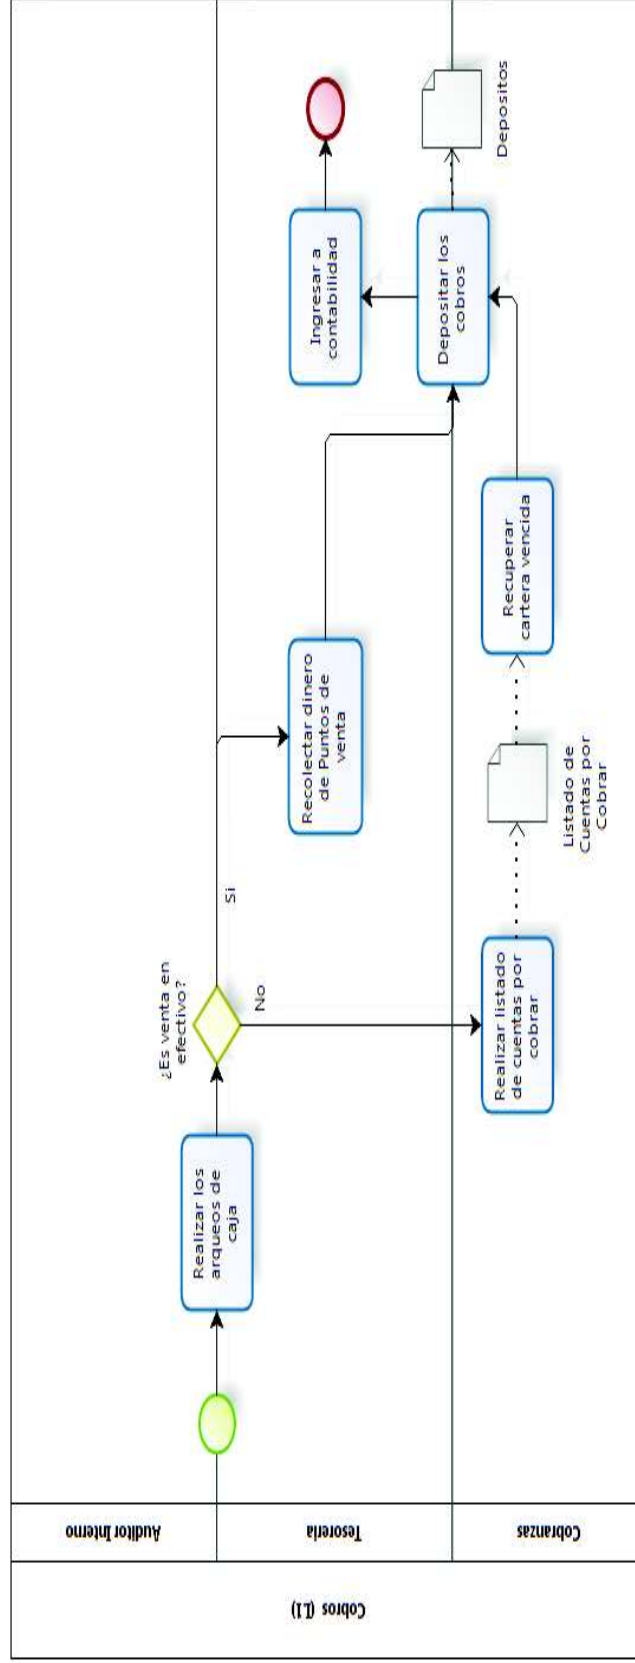 Cobros (L1)
Auditor Interno
Tesoreria
Cobranzas
Realizar los
arqueos de
caja
¿Es venta en
efectivo?
Si
No
Recolectar dinero
de Puntos de
venta
Realizar listado
de cuentas por
cobrar
Listado de
Cuentas por
Cobrar
Recuperar
cartera vencida
Depositar los
cobros
Depositos
Ingresar a
contabilidad